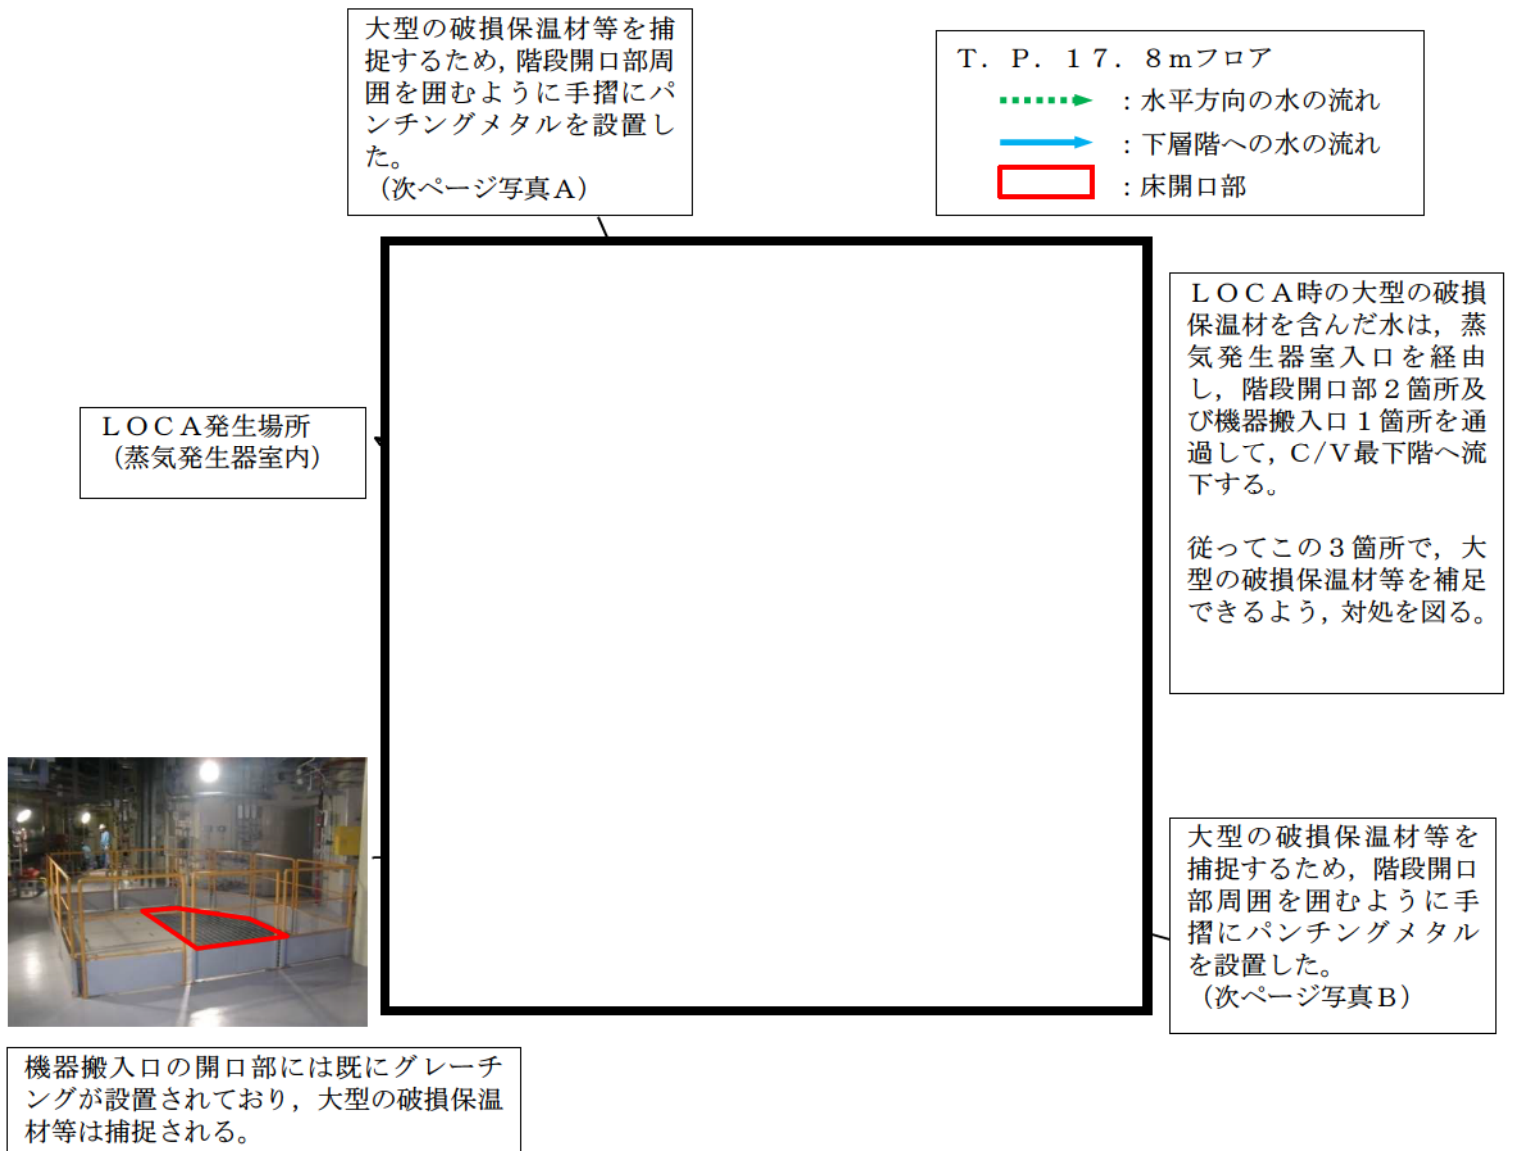 大型の破損保温材等を捕
捉するため，階段開口部周
囲を囲むように手摺にパ
ンチングメタルを設置し
た。
（次ページ写真Ａ）
Ｔ．Ｐ．１７．８ｍフロア
：水平方向の水の流れ
：下層階への水の流れ
：床開口部
ＬＯＣＡ時の大型の破損
保温材を含んだ水は，蒸
気発生器室入口を経由
し，階段開口部２箇所及
び機器搬入口１箇所を通
過して，C/V最下階へ流
下する。
従ってこの３箇所で，大
型の破損保温材等を補足
できるよう，対処を図る。
ＬＯＣＡ発生場所
（蒸気発生器室内）
大型の破損保温材等を
捕捉するため，階段開口
部周囲を囲むように手
摺にパンチングメタル
を設置した。
（次ページ写真Ｂ）
機器搬入口の開口部には既にグレーチ
ングが設置されており，大型の破損保温
材等は捕捉される。